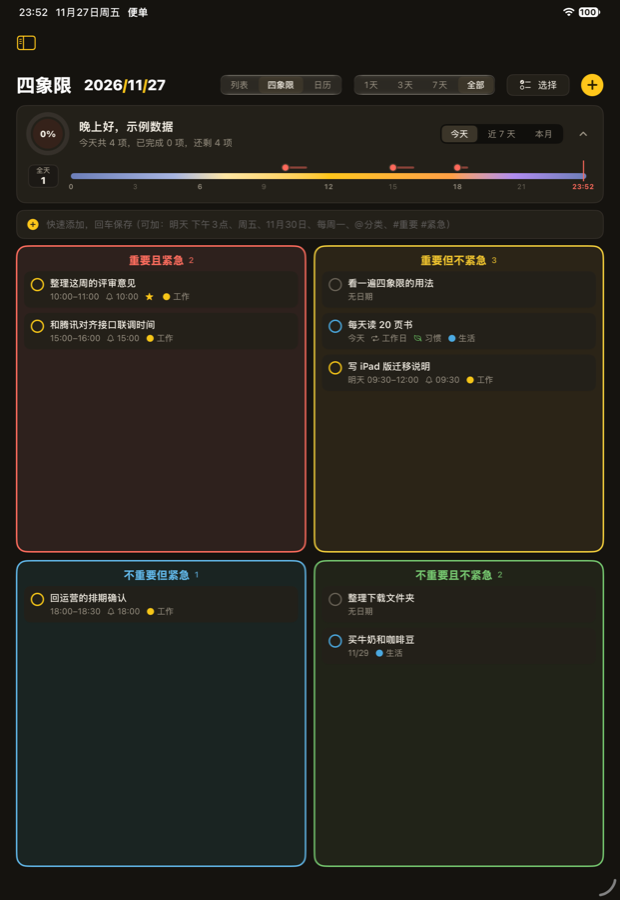 23:52 11月27日周五 便单
100
四象限 2026/11/27 列表 四象限 日历 1天 3天 7天 全部 选择
0% 晚上好，示例数据
今天共 4 项，已完成 0 项，还剩 4 项
今天 近 7 天 本月
全天
1
0 3 6 9 12 15 18 21 23:52
快速添加，回车保存（可加：明天 下午3点、周五、11月30日、每周一、@分类、#重要 #紧急）
重要且紧急 2
整理这周的评审意见
10:00–11:00 10:00 工作
和腾讯对齐接口联调时间
15:00–16:00 15:00 工作
重要但不紧急 3
看一遍四象限的用法
无日期
每天读 20 页书
今天 工作日 习惯 生活
写 iPad 版迁移说明
明天 09:30–12:00 09:30 工作
不重要但紧急 1
回运营的排期确认
18:00–18:30 18:00 工作
不重要且不紧急 2
整理下载文件夹
无日期
买牛奶和咖啡豆
11/29 生活